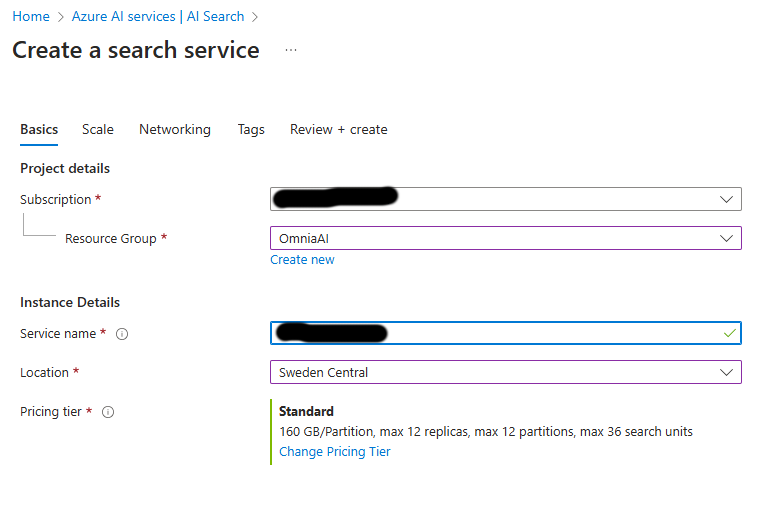 Home > Azure AI services | AI Search >
Create a search service ...
Basics Scale Networking Tags Review + create
Project details
Subscription *
Resource Group * OmniaAI
Create new
Instance Details
Service name *
Location * Sweden Central
Pricing tier * Standard
160 GB/Partition, max 12 replicas, max 12 partitions, max 36 search units
Change Pricing Tier